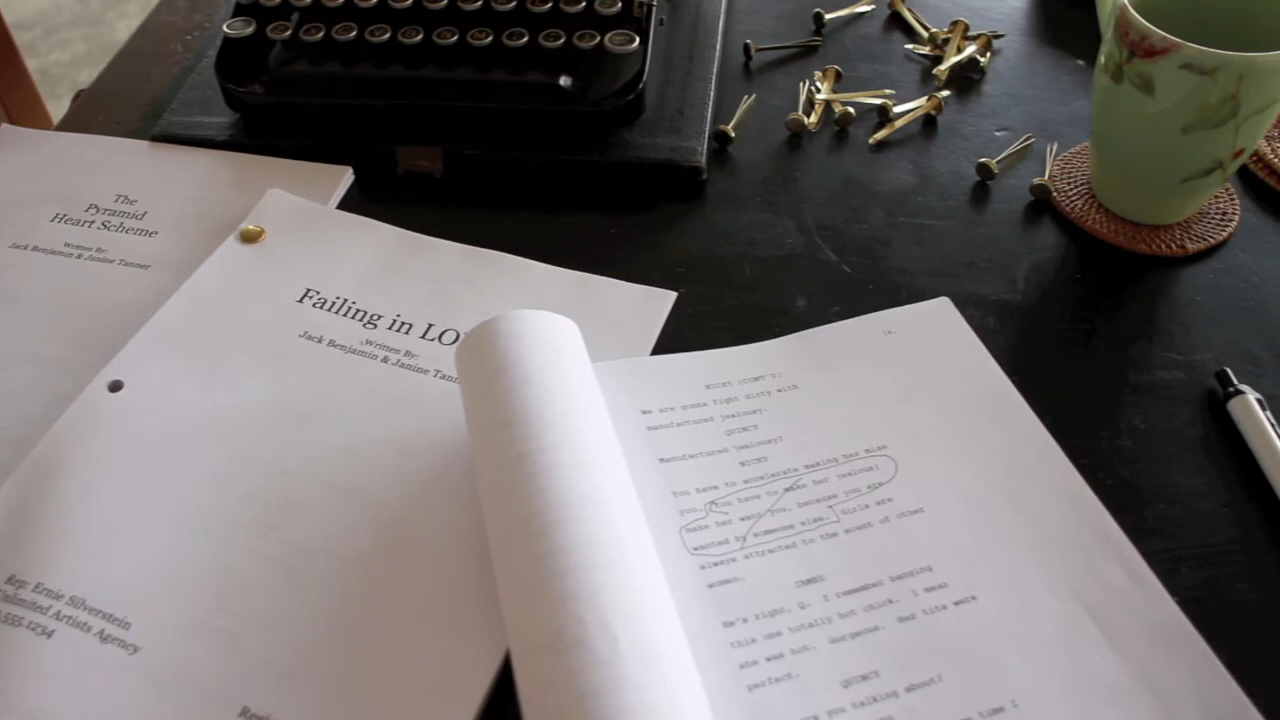 The
Pyramid
Heart Scheme
Written By:
Jack Benjamin & Janine Tanner
Failing in LO
Written By:
Jack Benjamin & Janine Tann
Rep: Ernie Silverstein
Unlimited Artists Agency
555-1234
NICKY (CONT'D)
We are gonna fight dirty with
manufactured jealousy.
QUINCY
Manufactured jealousy?
NICKY
You have to accelerate making her miss
you. You have to make her jealous;
make her want you, because you are
wanted by someone else. Girls are
always attracted to the scent of other
women.
JAMES
He's right, Q. I remember banging
this one totally hot chick. I mean
she was hot. Gorgeous. Her tits were
perfect.
QUINCY
you talking about?
time I